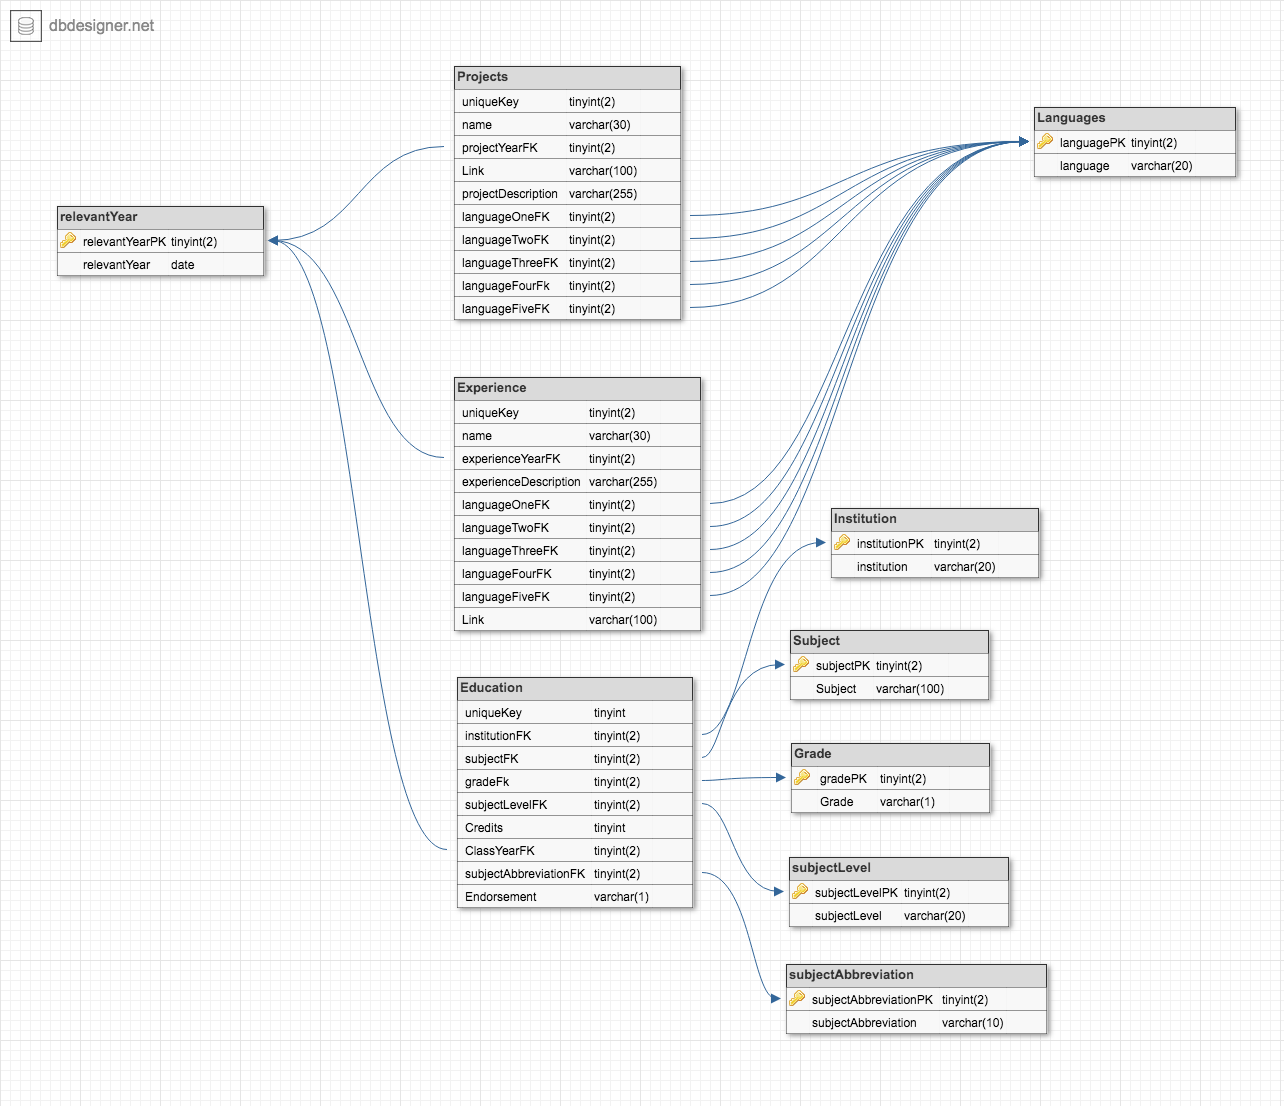 dbdesigner.net
Projects
uniqueKey tinyint(2)
name varchar(30)
projectYearFK tinyint(2)
Link varchar(100)
projectDescription varchar(255)
languageOneFK tinyint(2)
languageTwoFK tinyint(2)
languageThreeFK tinyint(2)
languageFourFk tinyint(2)
languageFiveFK tinyint(2)
Languages
languagePK tinyint(2)
language varchar(20)
relevantYear
relevantYearPK tinyint(2)
relevantYear date
Experience
uniqueKey tinyint(2)
name varchar(30)
experienceYearFK tinyint(2)
experienceDescription varchar(255)
languageOneFK tinyint(2)
languageTwoFK tinyint(2)
languageThreeFK tinyint(2)
languageFourFK tinyint(2)
languageFiveFK tinyint(2)
Link varchar(100)
Institution
institutionPK tinyint(2)
institution varchar(20)
Subject
subjectPK tinyint(2)
Subject varchar(100)
Education
uniqueKey tinyint
institutionFK tinyint(2)
subjectFK tinyint(2)
gradeFk tinyint(2)
subjectLevelFK tinyint(2)
Credits tinyint
ClassYearFK tinyint(2)
subjectAbbreviationFK tinyint(2)
Endorsement varchar(1)
Grade
gradePK tinyint(2)
Grade varchar(1)
subjectLevel
subjectLevelPK tinyint(2)
subjectLevel varchar(20)
subjectAbbreviation
subjectAbbreviationPK tinyint(2)
subjectAbbreviation varchar(10)